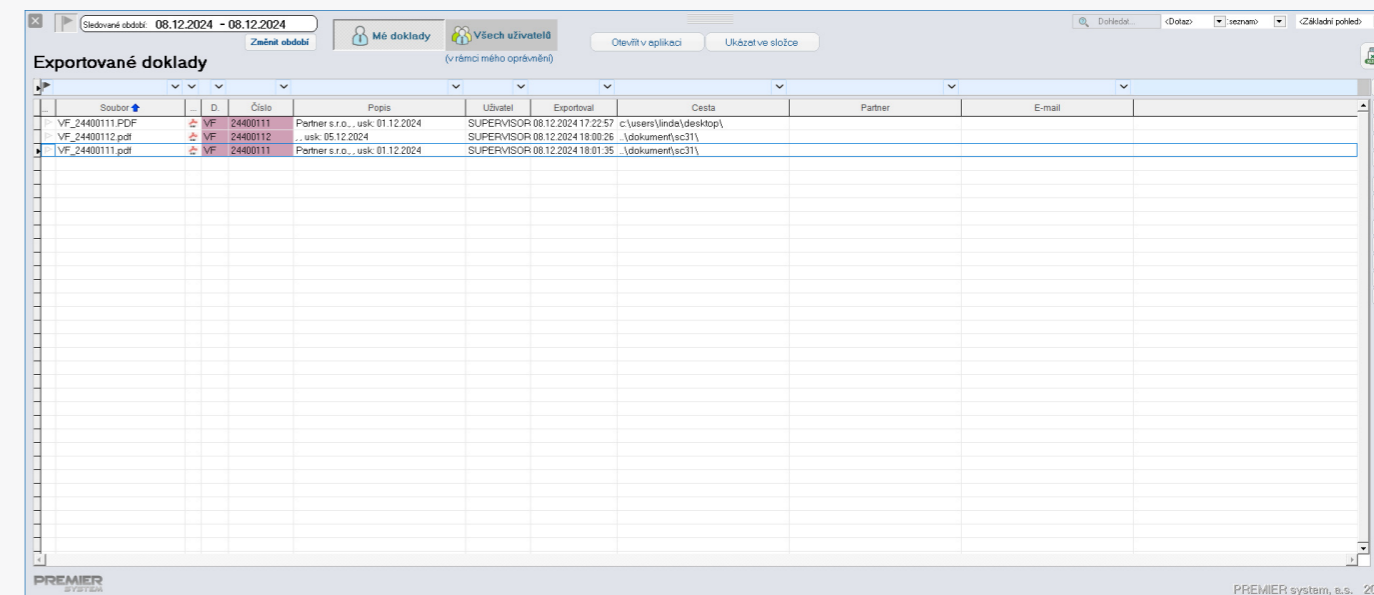 Sledované období: 08.12.2024 - 08.12.2024
Změnit období
Mé doklady
Všech uživatelů
(v rámci mého oprávnění)
Otevřít v aplikaci
Ukázat ve složce
Dohledat...
<Dotaz>
<seznam>
<Základní pohled>
Exportované doklady
... Soubor ... D. Číslo Popis Uživatel Exportoval Cesta Partner E-mail
VF_24400111.PDF VF 24400111 Partner s.r.o., , usk: 01.12.2024 SUPERVISOR 08.12.2024 17:22:57 c:\users\linda\desktop\
VF_24400112.pdf VF 24400112 , , usk: 05.12.2024 SUPERVISOR 08.12.2024 18:00:26 ..\dokument\sc31\
VF_24400111.pdf VF 24400111 Partner s.r.o., , usk: 01.12.2024 SUPERVISOR 08.12.2024 18:01:35 ..\dokument\sc31\
PREMIER
SYSTEM
PREMIER system, a.s. 20